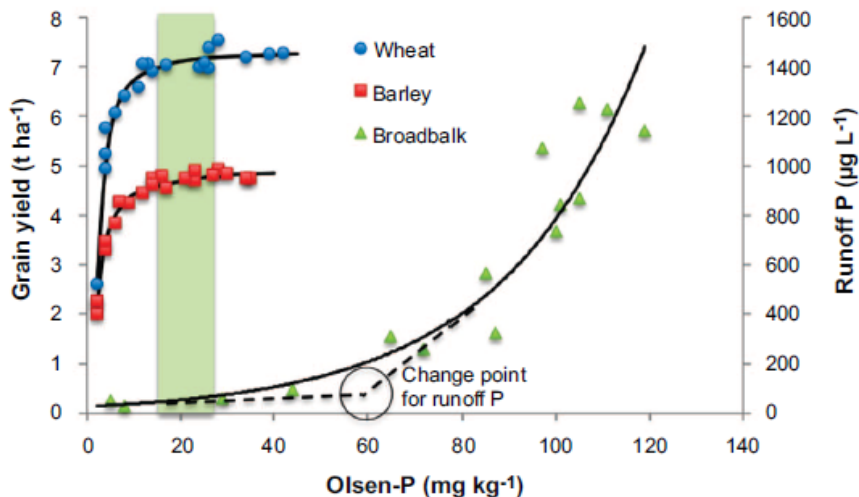 8
7
6
5
4
3
2
1
0
Grain yield (t ha⁻¹)
Wheat
Barley
Broadbalk
Change point
for runoff P
1600
1400
1200
1000
800
600
400
200
0
Runoff P (µg L⁻¹)
0 20 40 60 80 100 120 140
Olsen-P (mg kg⁻¹)